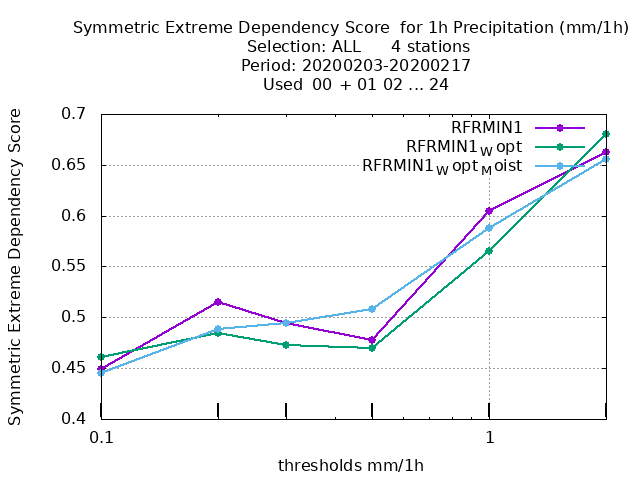 Symmetric Extreme Dependency Score for 1h Precipitation (mm/1h)
Selection: ALL 4 stations
Period: 20200203-20200217
Used 00 + 01 02 ... 24
Symmetric Extreme Dependency Score
0.7
0.65
0.6
0.55
0.5
0.45
0.4
RFRMIN1
RFRMIN1Wopt
RFRMIN1WoptMoist
0.1
1
thresholds mm/1h